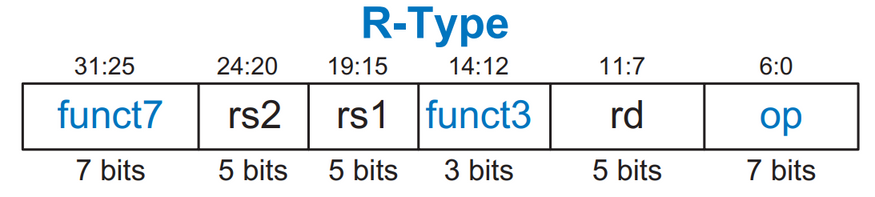 R-Type
31:25 24:20 19:15 14:12 11:7 6:0
funct7 rs2 rs1 funct3 rd op
7 bits 5 bits 5 bits 3 bits 5 bits 7 bits